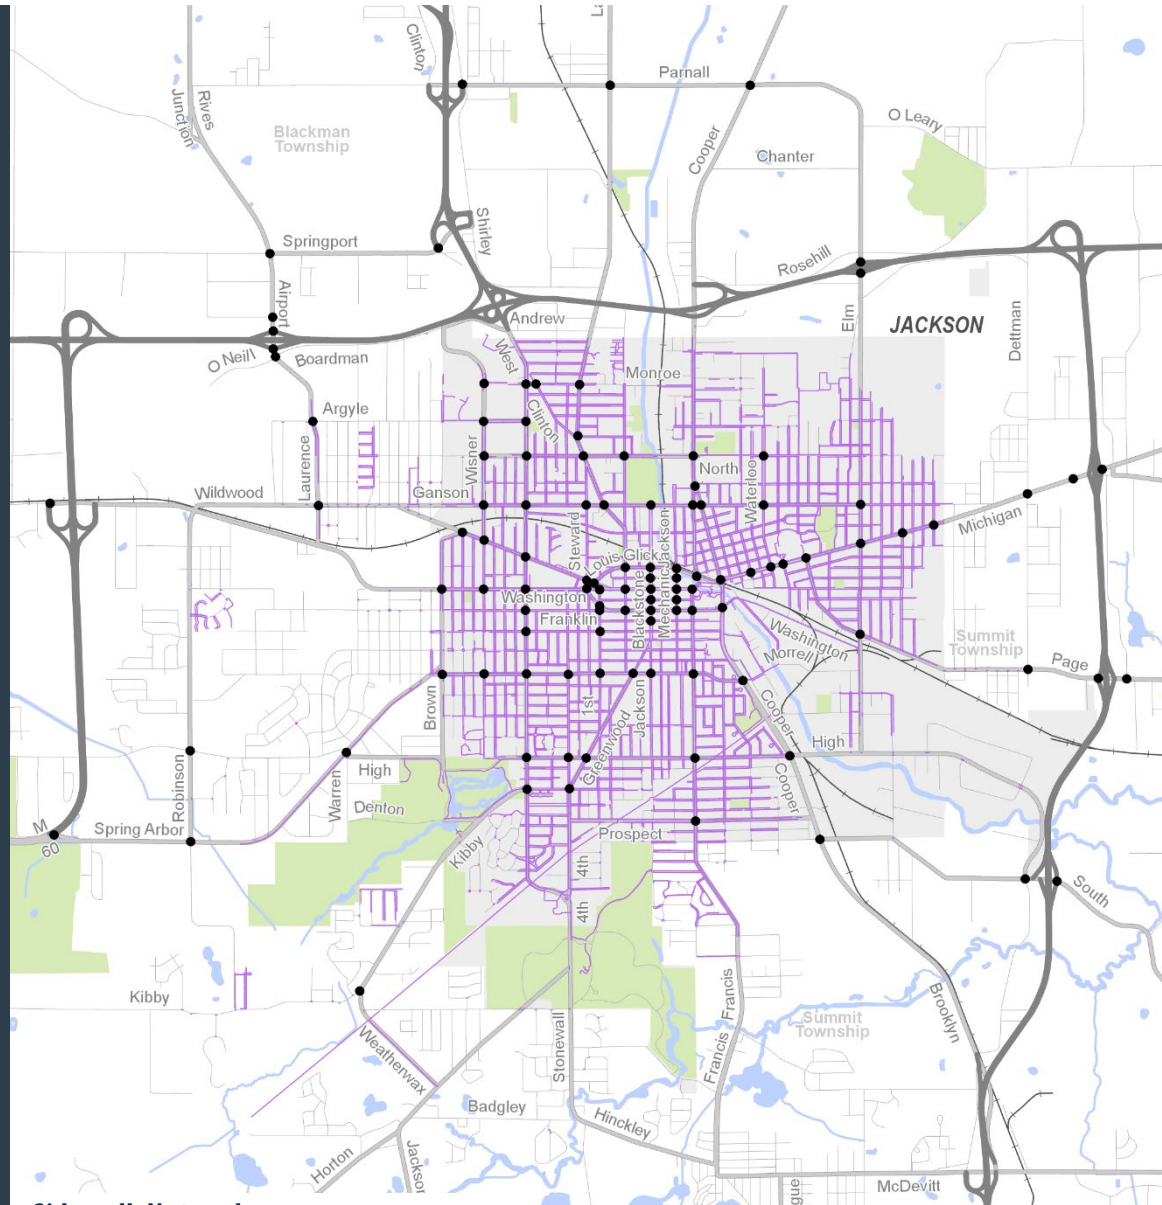 Clinton
Parnall
Rives
Junction
O Leary
Blackman
Township
Cooper
Chanter
Shirley
Springport
Rosehill
Airport
Andrew
Elm
JACKSON
Dettman
O Neill
Boardman
West
Monroe
Argyle
Clinton
Wisner
Laurence
North
Waterloo
Wildwood
Ganson
Steward
Jackson
Michigan
Louis Glick
Mechanic
Blackstone
Washington
Franklin
Washington
Morrell
Summit
Township
Page
Brown
1st
Jackson
Cooper
Greenwood
High
High
Robinson
Warren
Cooper
Denton
M
60
Spring Arbor
Prospect
Kibby
4th
4th
South
Kibby
Francis
Francis
Brooklyn
Summit
Township
Weatherwax
Stonewall
Badgley
Hinckley
Horton
McDevitt